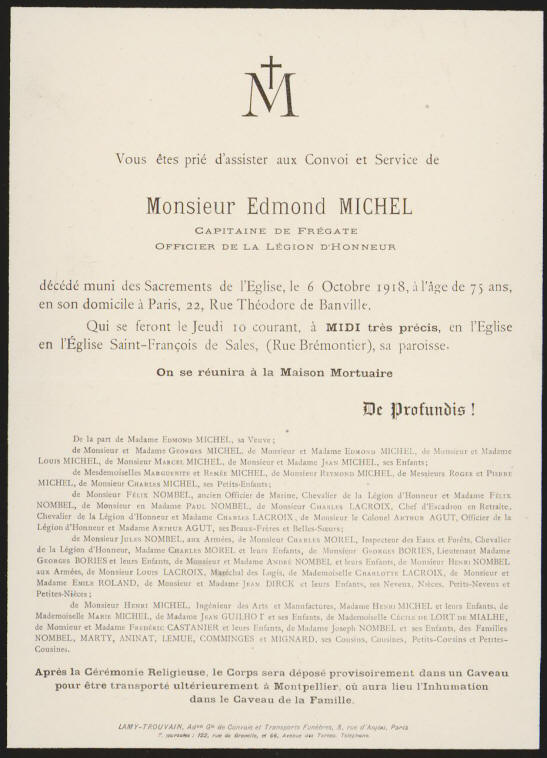 M
Vous êtes prié d'assister aux Convoi et Service de
Monsieur Edmond MICHEL
CAPITAINE DE FRÉGATE
OFFICIER DE LA LÉGION D'HONNEUR
décédé muni des Sacrements de l'Eglise, le 6 Octobre 1918, à l'âge de 75 ans,
en son domicile à Paris, 22, Rue Théodore de Banville.
Qui se feront le Jeudi 10 courant, à MIDI très précis, en l'Eglise
en l'Église Saint-François de Sales, (Rue Brémontier), sa paroisse.
On se réunira à la Maison Mortuaire
De Profundis !
De la part de Madame EDMOND MICHEL, sa Veuve ;
de Monsieur et Madame GEORGES MICHEL, de Monsieur et Madame EDMOND MICHEL, de Monsieur et Madame
LOUIS MICHEL, de Monsieur MARCEL MICHEL, de Monsieur et Madame JEAN MICHEL, ses Enfants ;
de Mesdemoiselles MARGUERITE et RENÉE MICHEL, de Monsieur REYMOND MICHEL, de Messieurs ROGER et PIERRE
MICHEL, de Monsieur CHARLES MICHEL, ses Petits-Enfants ;
de Monsieur FÉLIX NOMBEL, ancien Officier de Marine, Chevalier de la Légion d'Honneur et Madame FÉLIX
NOMBEL, de Monsieur en Madame PAUL NOMBEL, de Monsieur CHARLES LACROIX, Chef d'Escadron en Retraite,
Chevalier de la Légion d'Honneur et Madame CHARLES LACROIX, de Monsieur le Colonel ARTHUR AGUT, Officier de la
Légion d'Honneur et Madame ARTHUR AGUT, ses Beaux-Frères et Belles-Sœurs ;
de Monsieur JULES NOMBEL, aux Armées, de Monsieur CHARLES MOREL, Inspecteur des Eaux et Forêts, Chevalier
de la Légion d'Honneur, Madame CHARLES MOREL et leurs Enfants, de Monsieur GEORGES BORIES, Lieutenant Madame
GEORGES BORIES et leurs Enfants, de Monsieur et Madame ANDRÉ NOMBEL et leurs Enfants, de Monsieur HENRI NOMBEL
aux Armées, de Monsieur LOUIS LACROIX, Maréchal des Logis, de Mademoiselle CHARLOTTE LACROIX, de Monsieur et
Madame EMILE ROLAND, de Monsieur et Madame JEAN DIRCK et leurs Enfants, ses Neveux, Nièces, Petits-Neveux et
Petites-Nièces ;
de Monsieur HENRI MICHEL, Ingénieur des Arts et Manufactures, Madame HENRI MICHEL et leurs Enfants, de
Mademoiselle MARIE MICHEL, de Madame JEAN GUILHOT et ses Enfants, de Mademoiselle CÉCILE DE LORT DE MIALHE,
de Monsieur et Madame FRÉDÉRIC CASTANIER et leurs Enfants, de Madame Joseph NOMBEL et ses Enfants, des Familles
NOMBEL, MARTY, ANINAT, LEMUE, COMMINGES et MIGNARD, ses Cousins, Cousines, Petits-Cousins et Petites-
Cousines.
Après la Cérémonie Religieuse, le Corps sera déposé provisoirement dans un Caveau
pour être transporté ultérieurement à Montpellier, où aura lieu l'Inhumation
dans le Caveau de la Famille.
LAMY-TROUVAIN, Adon Gle de Convois et Transports Funèbres, 8, rue d'Anjou, Paris
122, rue de Grenelle, et 66, Avenue des Ternes. Téléphone.